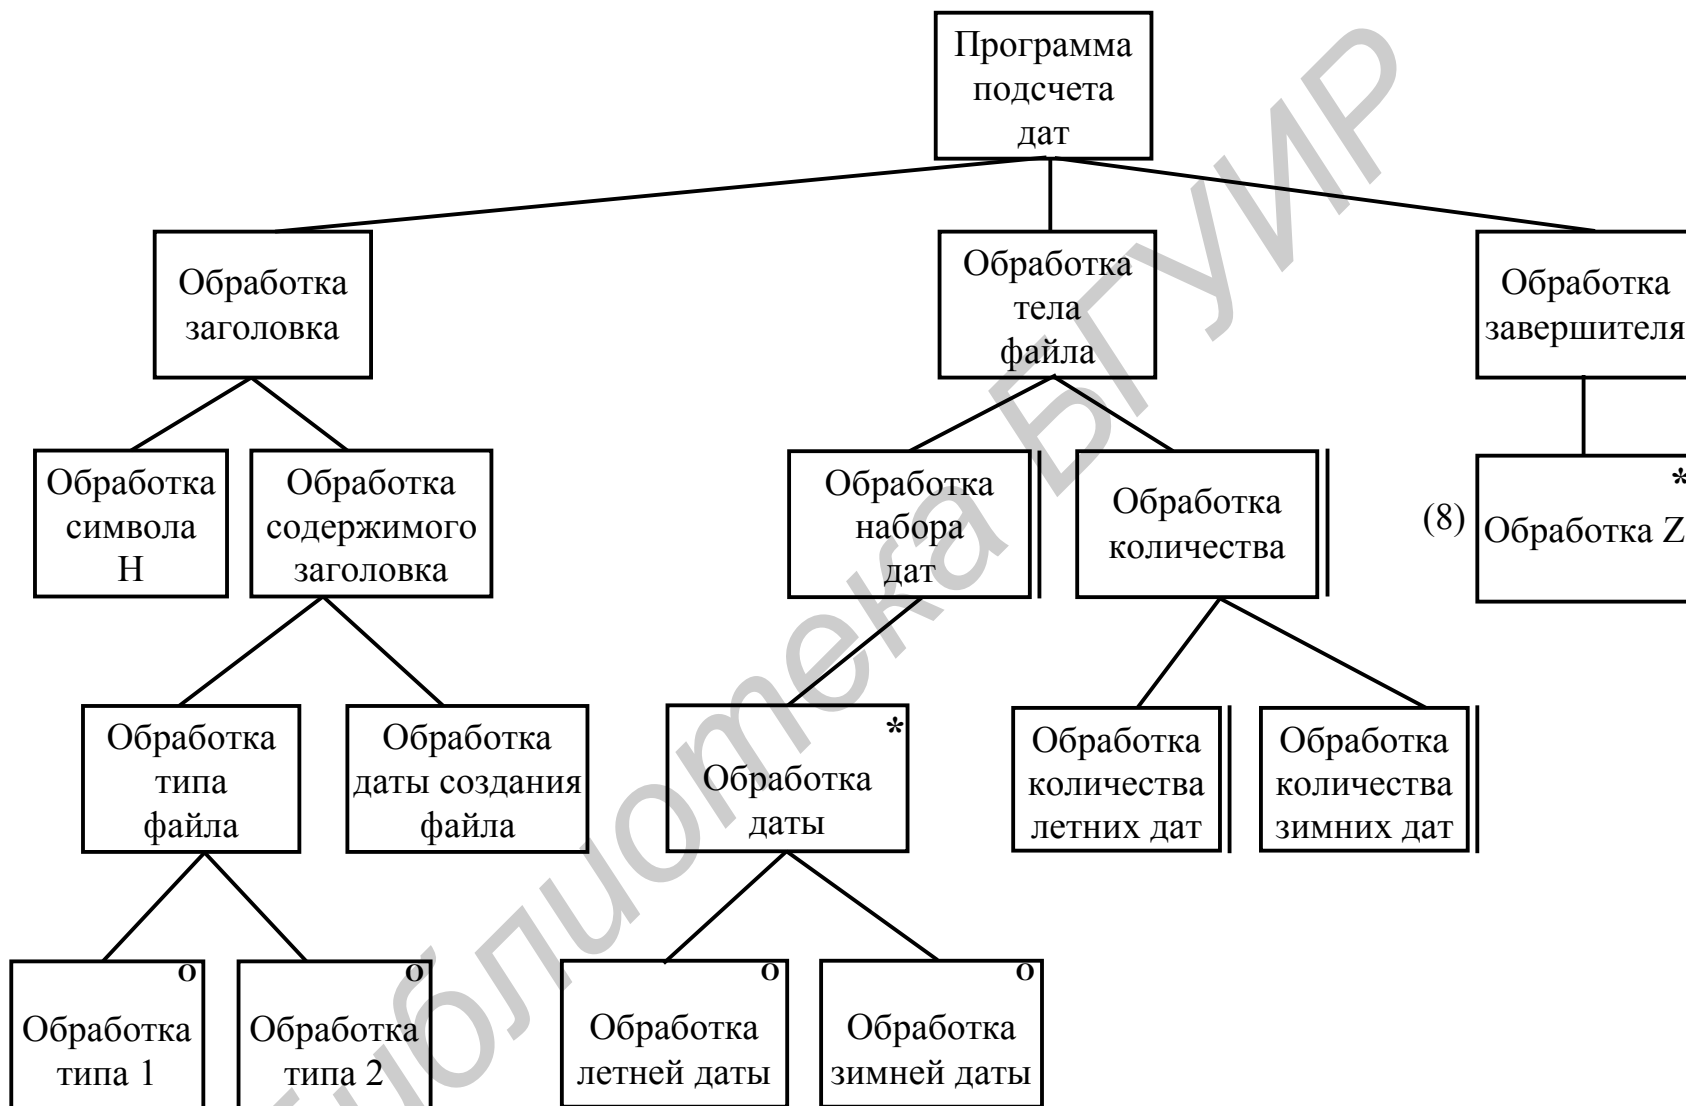 Программа
подсчета
дат
Обработка
заголовка
Обработка
тела
файла
Обработка
завершителя
Обработка
символа
Н
Обработка
содержимого
заголовка
Обработка
набора
дат
Обработка
количества
(8)
*
Обработка Z
Обработка
типа
файла
Обработка
даты создания
файла
*
Обработка
даты
Обработка
количества
летних дат
Обработка
количества
зимних дат
о
Обработка
типа 1
о
Обработка
типа 2
о
Обработка
летней даты
о
Обработка
зимней даты
Библиотека БГУИР